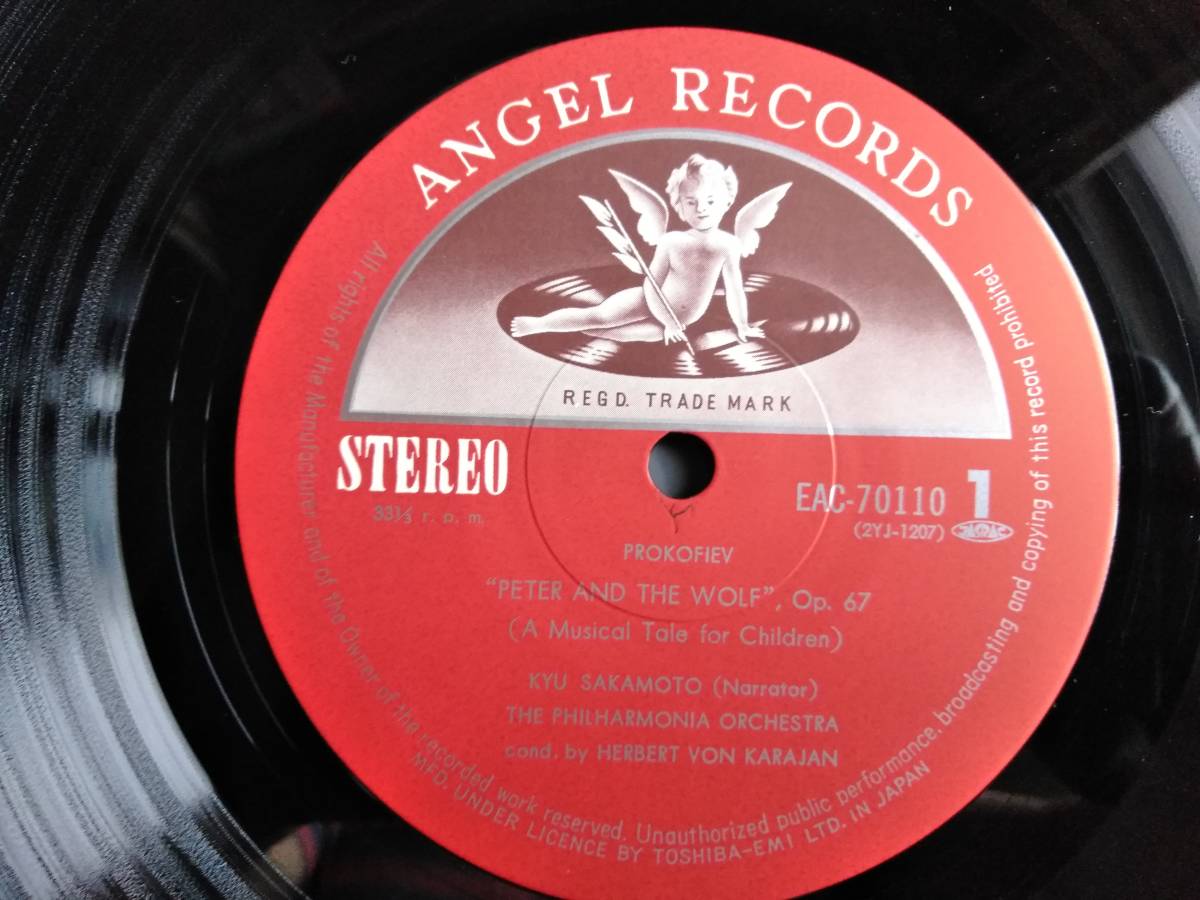 ANGEL RECORDS
REGD. TRADE MARK
STEREO
33⅓ r. p. m.
EAC-70110 1
(2YJ-1207) JASRAC
PROKOFIEV
"PETER AND THE WOLF", Op. 67
(A Musical Tale for Children)
KYU SAKAMOTO (Narrator)
THE PHILHARMONIA ORCHESTRA
cond. by HERBERT VON KARAJAN
All rights of the Manufacturer and of the Owner of the recorded work reserved. Unauthorized public performance, broadcasting and copying of this record prohibited
MFD. UNDER LICENCE BY TOSHIBA-EMI LTD. IN JAPAN